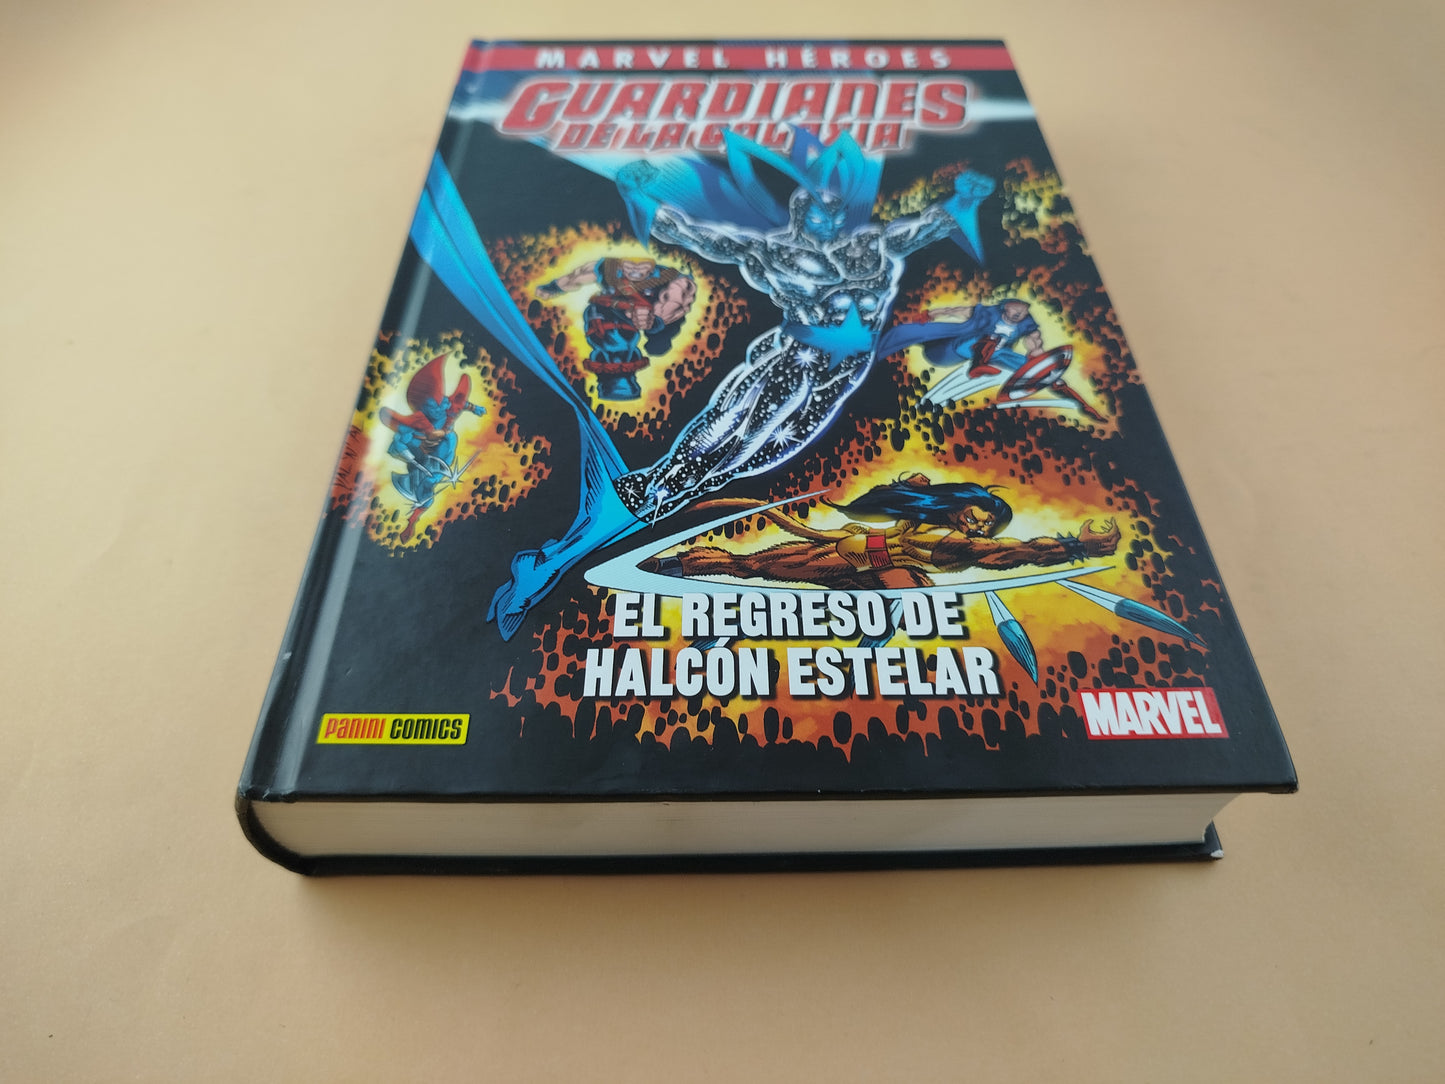 MARVEL HÉROES
GUARDIANES
DE LA GALAXIA
EL REGRESO DE
HALCÓN ESTELAR
PANINI COMICS
MARVEL